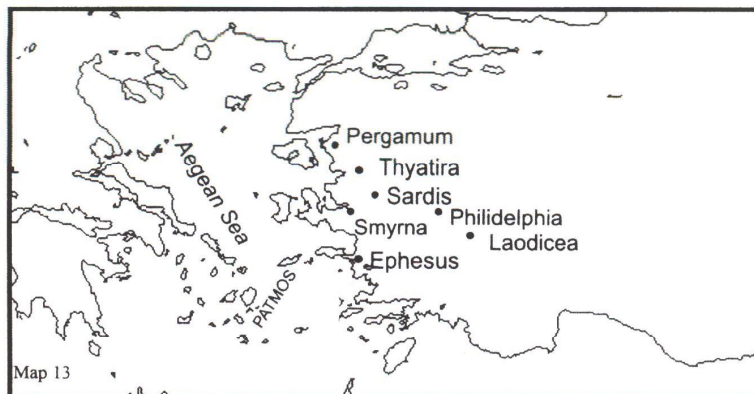 Pergamum
Thyatira
Aegean Sea
Sardis
Smyrna
Philidelphia
Laodicea
Ephesus
PATMOS
Map 13